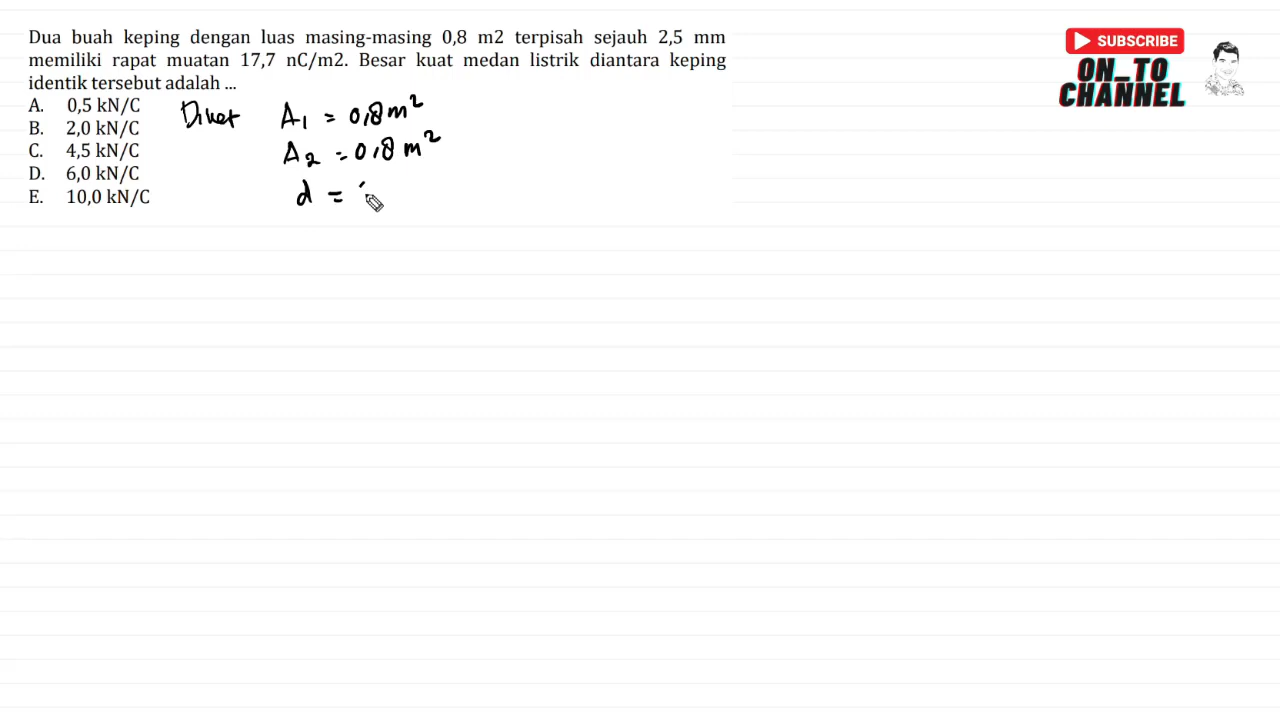 Dua buah keping dengan luas masing-masing 0,8 m2 terpisah sejauh 2,5 mm
memiliki rapat muatan 17,7 nC/m2. Besar kuat medan listrik diantara keping
identik tersebut adalah ...
A. 0,5 kN/C
B. 2,0 kN/C
C. 4,5 kN/C
D. 6,0 kN/C
E. 10,0 kN/C
Diket A₁ = 0,8 m²
A₂ = 0,8 m²
d =
SUBSCRIBE
ON_TO
CHANNEL